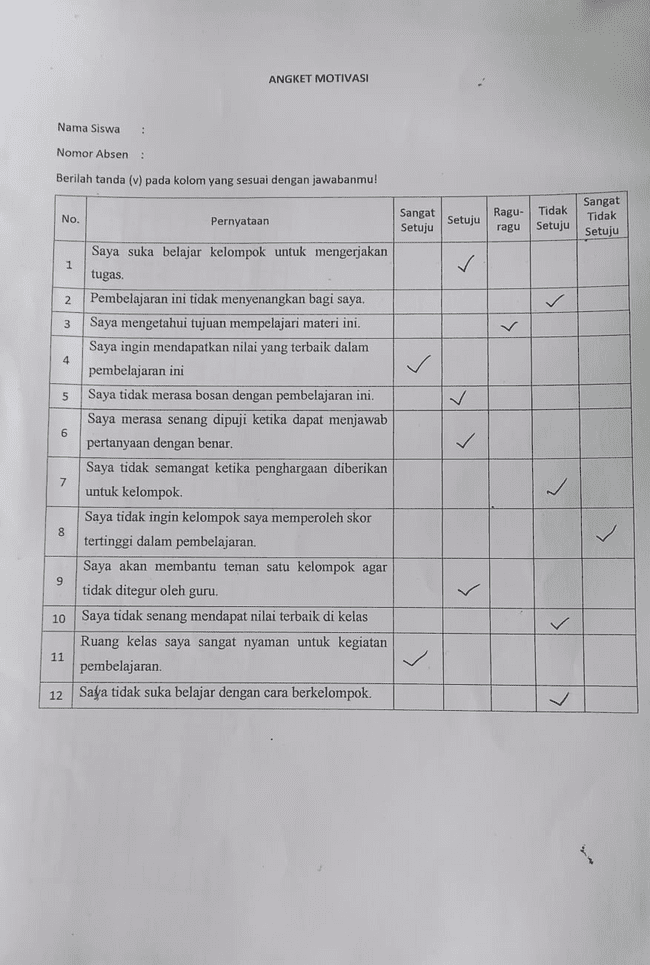 ANGKET MOTIVASI
Nama Siswa :
Nomor Absen :
Berilah tanda (v) pada kolom yang sesuai dengan jawabanmu!
No. Pernyataan Sangat Setuju Setuju Ragu-ragu Tidak Setuju Sangat Tidak Setuju
1 Saya suka belajar kelompok untuk mengerjakan
tugas. ✓
2 Pembelajaran ini tidak menyenangkan bagi saya. ✓
3 Saya mengetahui tujuan mempelajari materi ini. ✓
4 Saya ingin mendapatkan nilai yang terbaik dalam
pembelajaran ini ✓
5 Saya tidak merasa bosan dengan pembelajaran ini. ✓
6 Saya merasa senang dipuji ketika dapat menjawab
pertanyaan dengan benar. ✓
7 Saya tidak semangat ketika penghargaan diberikan
untuk kelompok. ✓
8 Saya tidak ingin kelompok saya memperoleh skor
tertinggi dalam pembelajaran. ✓
9 Saya akan membantu teman satu kelompok agar
tidak ditegur oleh guru. ✓
10 Saya tidak senang mendapat nilai terbaik di kelas ✓
11 Ruang kelas saya sangat nyaman untuk kegiatan
pembelajaran. ✓
12 Saya tidak suka belajar dengan cara berkelompok. ✓